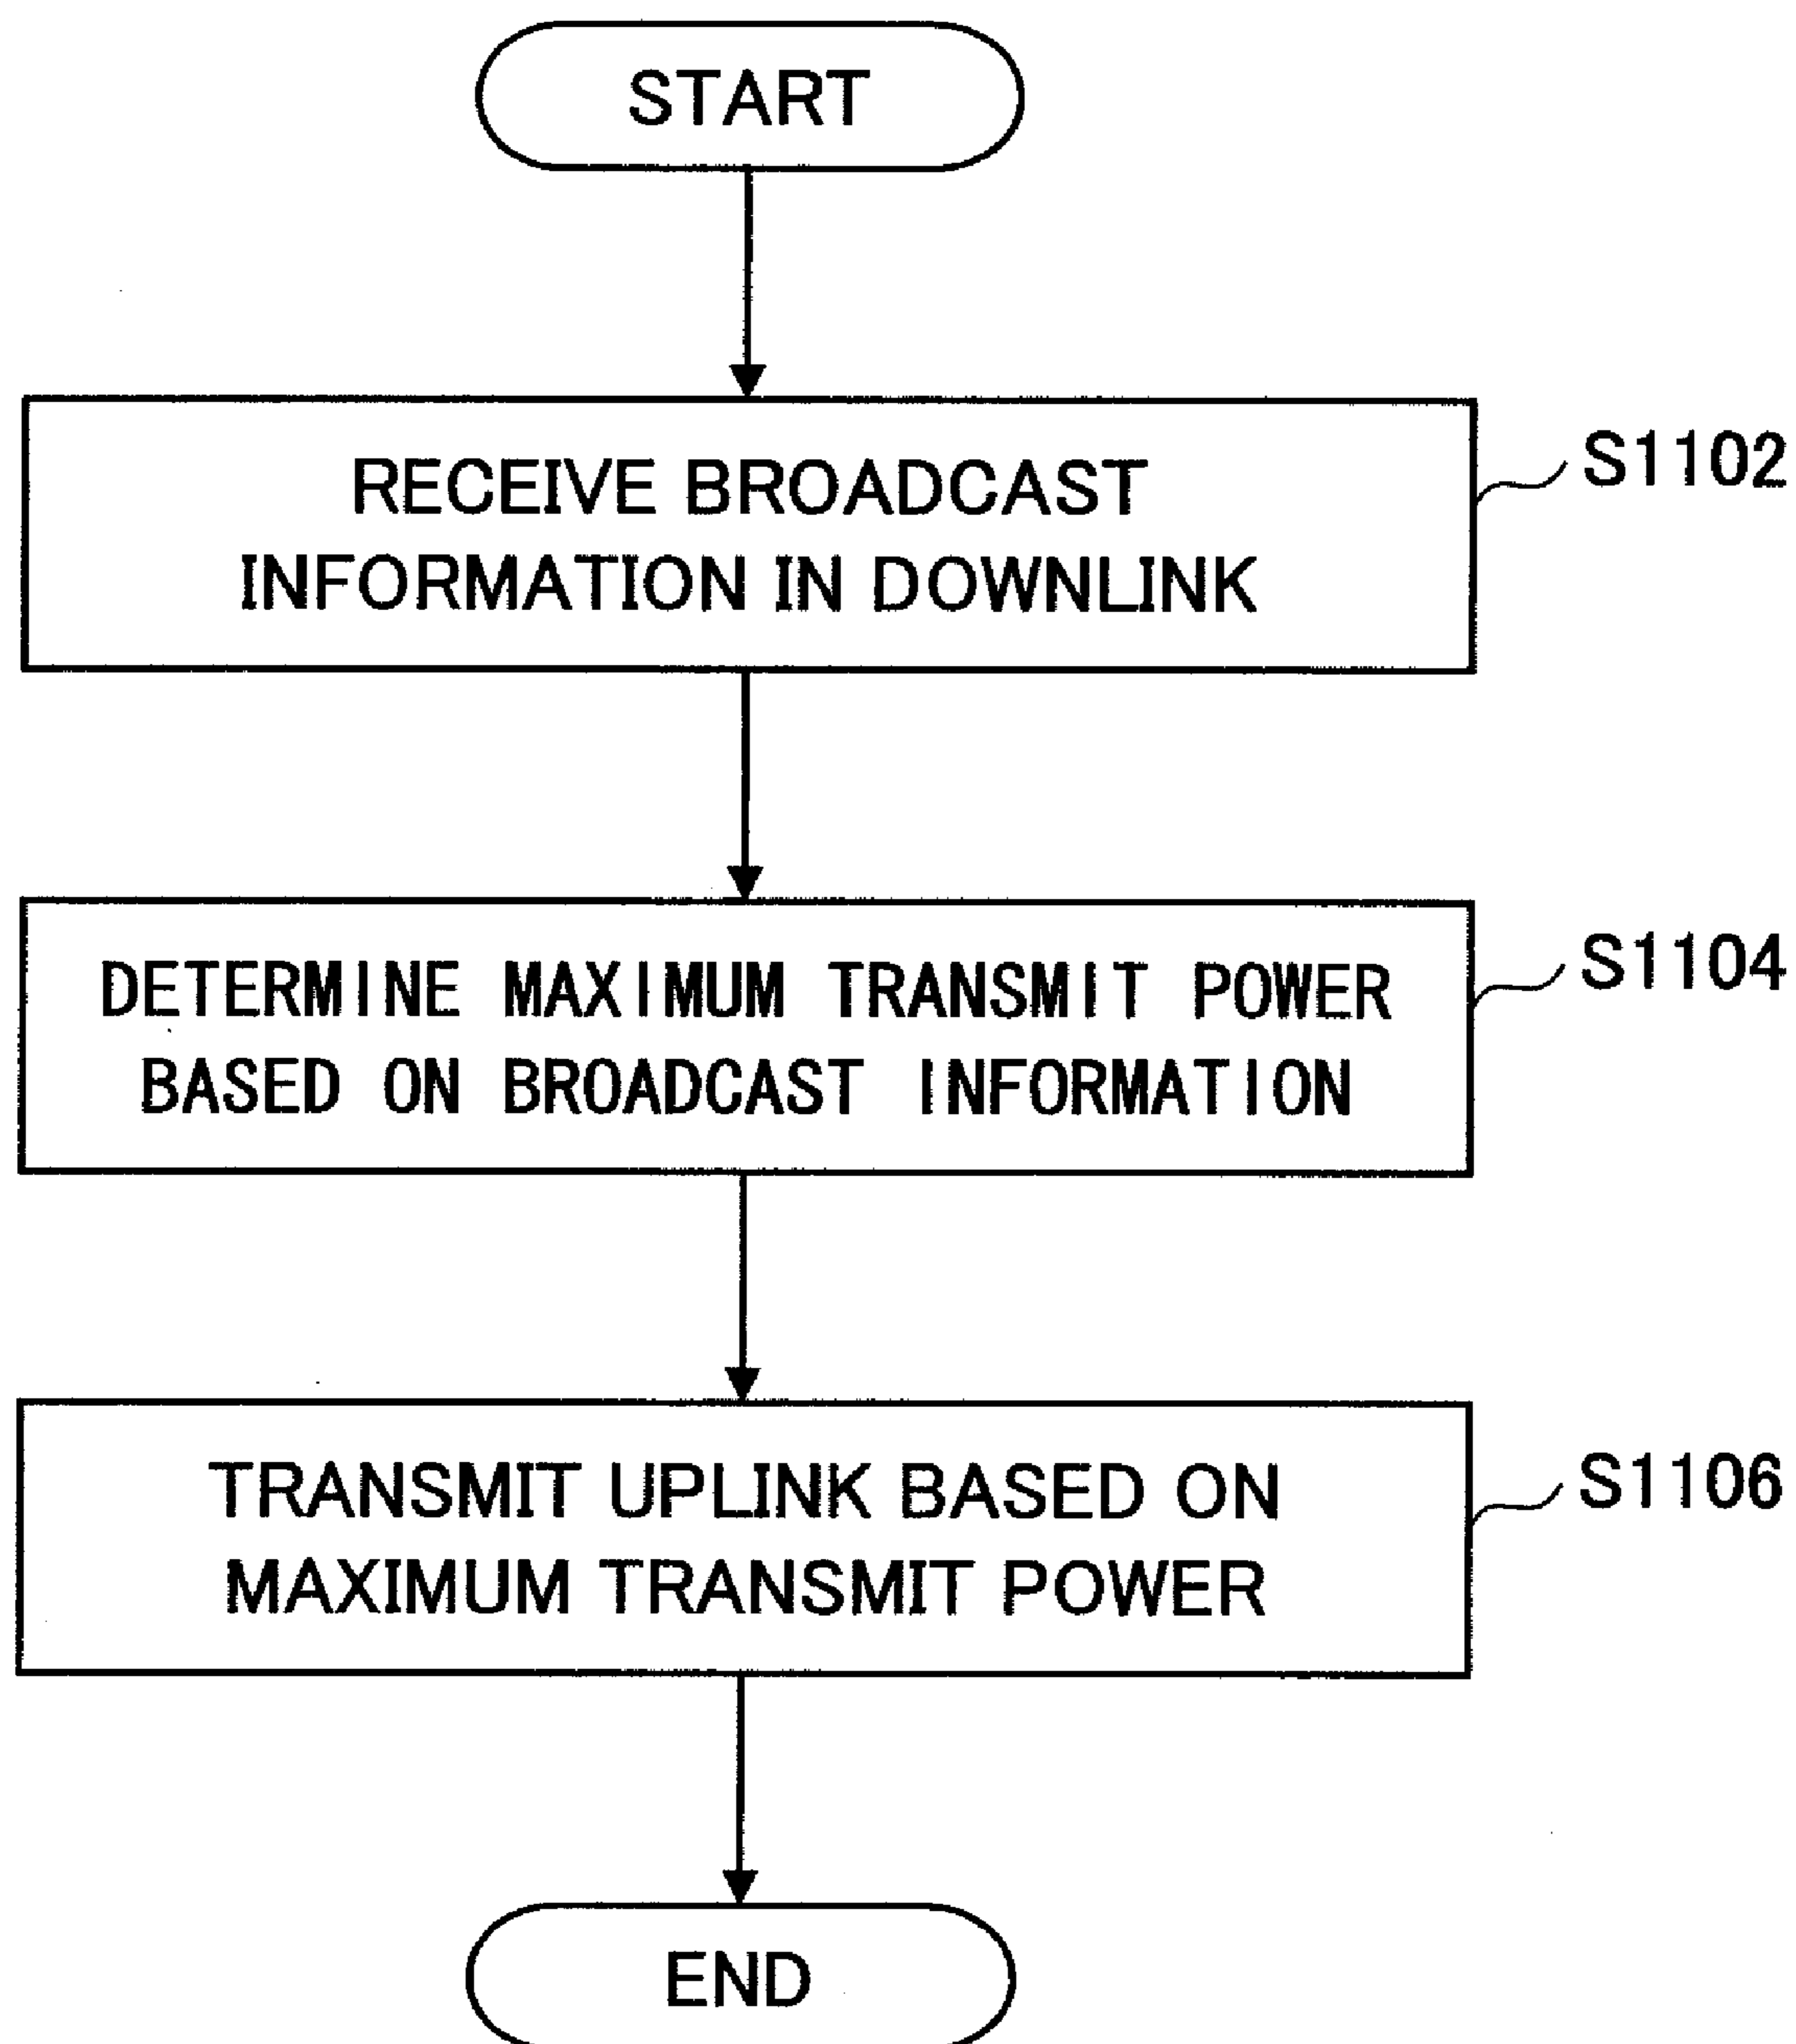 START
RECEIVE BROADCAST
INFORMATION IN DOWNLINK
S1102
DETERMINE MAXIMUM TRANSMIT POWER
BASED ON BROADCAST INFORMATION
S1104
TRANSMIT UPLINK BASED ON
MAXIMUM TRANSMIT POWER
S1106
END